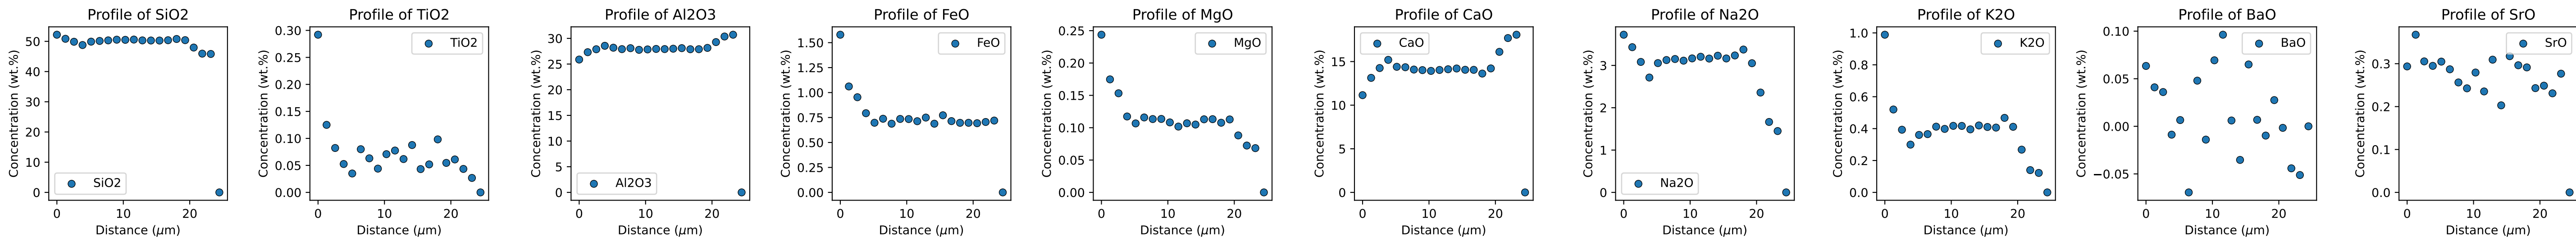 Profile of SiO2
Concentration (wt.%)
50
40
30
20
10
0
SiO2
0 10 20
Distance (μm)
Profile of TiO2
Concentration (wt.%)
0.30
0.25
0.20
0.15
0.10
0.05
0.00
TiO2
0 10 20
Distance (μm)
Profile of Al2O3
Concentration (wt.%)
30
25
20
15
10
5
0
Al2O3
0 10 20
Distance (μm)
Profile of FeO
Concentration (wt.%)
1.50
1.25
1.00
0.75
0.50
0.25
0.00
FeO
0 10 20
Distance (μm)
Profile of MgO
Concentration (wt.%)
0.25
0.20
0.15
0.10
0.05
0.00
MgO
0 10 20
Distance (μm)
Profile of CaO
Concentration (wt.%)
15
10
5
0
CaO
0 10 20
Distance (μm)
Profile of Na2O
Concentration (wt.%)
3
2
1
0
Na2O
0 10 20
Distance (μm)
Profile of K2O
Concentration (wt.%)
1.0
0.8
0.6
0.4
0.2
0.0
K2O
0 10 20
Distance (μm)
Profile of BaO
Concentration (wt.%)
0.10
0.05
0.00
−0.05
BaO
0 10 20
Distance (μm)
Profile of SrO
Concentration (wt.%)
0.3
0.2
0.1
0.0
SrO
0 10 20
Distance (μm)